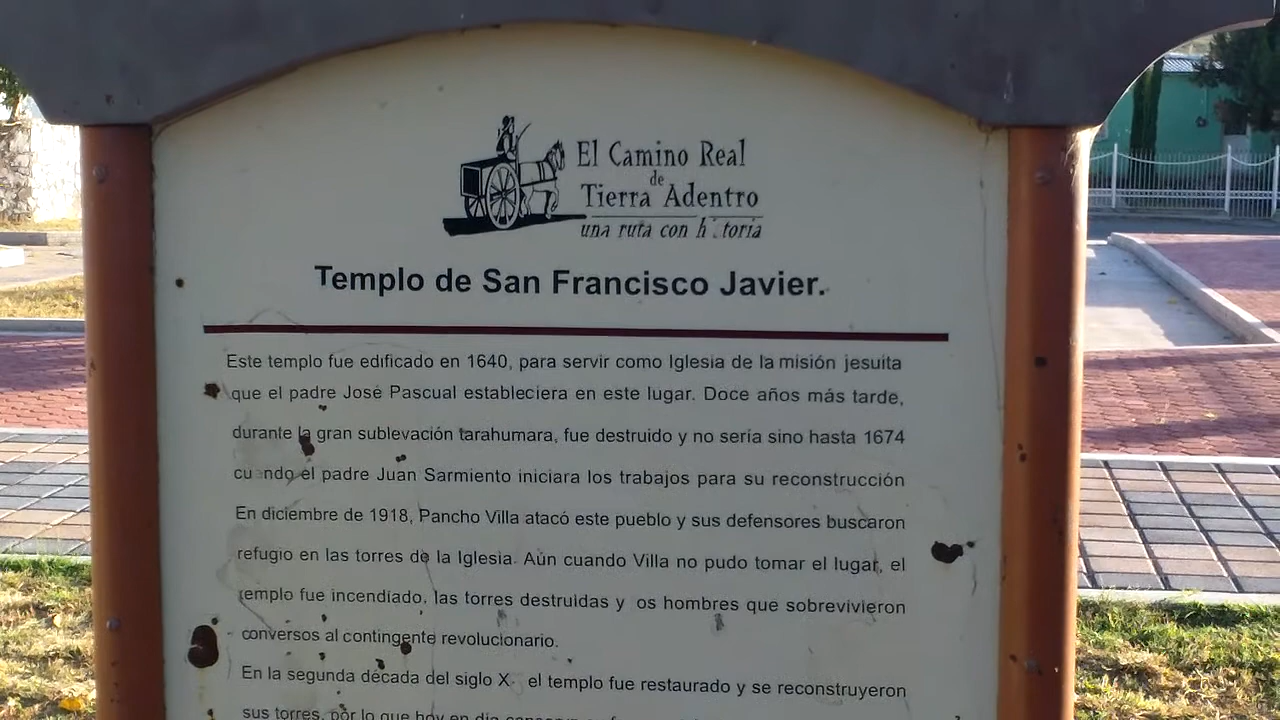 El Camino Real
de
Tierra Adentro
una ruta con h toria
Templo de San Francisco Javier.
Este templo fue edificado en 1640, para servir como Iglesia de la misión jesuita
que el padre José Pascual estableciera en este lugar. Doce años más tarde,
durante la gran sublevación tarahumara, fue destruido y no sería sino hasta 1674
cu ndo el padre Juan Sarmiento iniciara los trabajos para su reconstrucción
En diciembre de 1918, Pancho Villa atacó este pueblo y sus defensores buscaron
refugio en las torres de la Iglesia. Aún cuando Villa no pudo tomar el lugar, el
templo fue incendiado, las torres destruidas y os hombres que sobrevivieron
conversos al contingente revolucionario.
En la segunda década del siglo X el templo fue restaurado y se reconstruyeron
sus torres, por lo que hoy en día